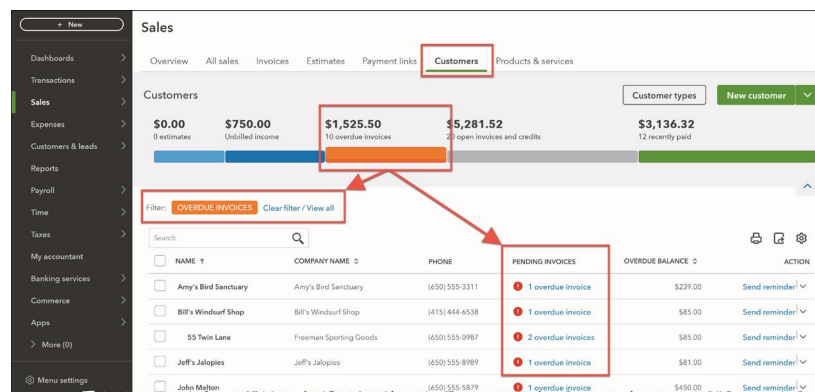 + New
Dashboards
Transactions
Sales
Expenses
Customers & leads
Reports
Payroll
Time
Taxes
My accountant
Banking services
Commerce
Apps
More (0)
Menu settings
Sales
Overview All sales Invoices Estimates Payment links Customers Products & services
Customers Customer types New customer
$0.00 $750.00 $1,525.50 $5,281.52 $3,136.32
0 estimates Unbilled income 10 overdue invoices 20 open invoices and credits 12 recently paid
Filter: OVERDUE INVOICES Clear filter / View all
Search
NAME COMPANY NAME PHONE PENDING INVOICES OVERDUE BALANCE ACTION
Amy's Bird Sanctuary Amy's Bird Sanctuary (650) 555-3311 1 overdue invoice $239.00 Send reminder
Bill's Windsurf Shop Bill's Windsurf Shop (415) 444-6538 1 overdue invoice $85.00 Send reminder
55 Twin Lane Freeman Sporting Goods (650) 555-0987 2 overdue invoices $85.00 Send reminder
Jeff's Jalopies Jeff's Jalopies (650) 555-8989 1 overdue invoice $81.00 Send reminder
John Melton (650) 555-5879 1 overdue invoice $450.00 Send reminder